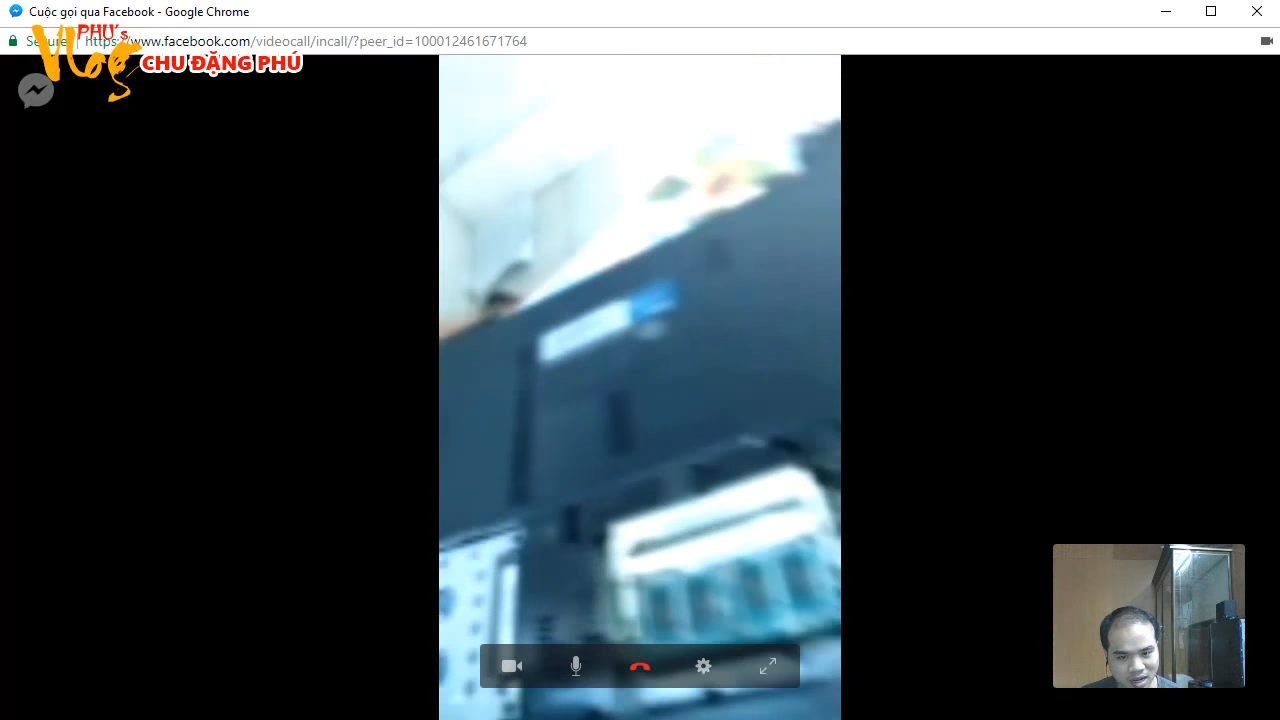 Cuộc gọi qua Facebook - Google Chrome
PHU's
Secure https://www.facebook.com/videocall/incall/?peer_id=100012461671764
Vlog
CHU ĐẶNG PHÚ